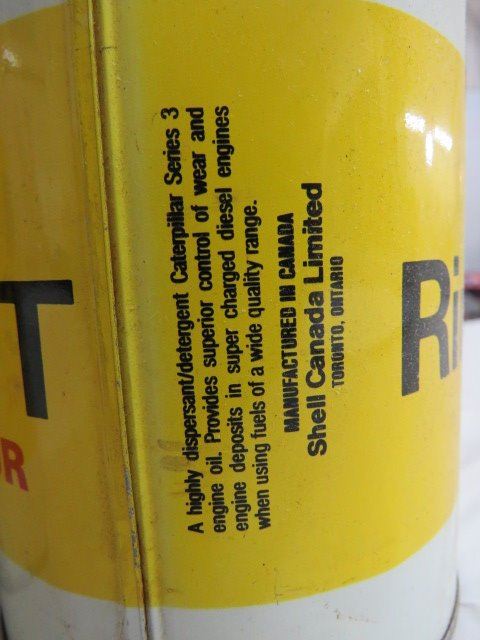 A highly dispersant/detergent Caterpillar Series 3
engine oil. Provides superior control of wear and
engine deposits in super charged diesel engines
when using fuels of a wide quality range.
MANUFACTURED IN CANADA
Shell Canada Limited
TORONTO, ONTARIO
T
R
Ri